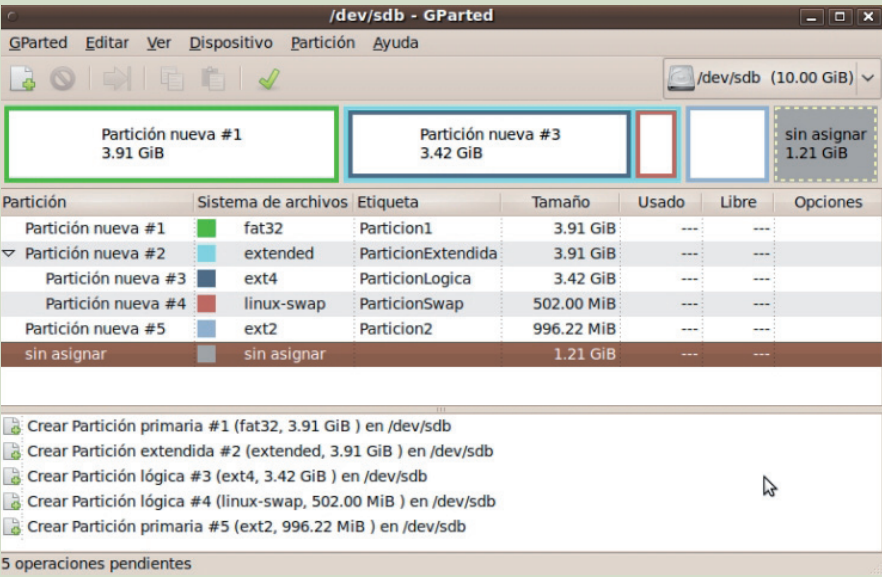 /dev/sdb - GParted
GParted Editar Ver Dispositivo Partición Ayuda
/dev/sdb (10.00 GiB)
Partición nueva #1
3.91 GiB
Partición nueva #3
3.42 GiB
sin asignar
1.21 GiB
Partición Sistema de archivos Etiqueta Tamaño Usado Libre Opciones
Partición nueva #1 fat32 Particion1 3.91 GiB --- ---
Partición nueva #2 extended ParticionExtendida 3.91 GiB --- ---
Partición nueva #3 ext4 ParticionLogica 3.42 GiB --- ---
Partición nueva #4 linux-swap ParticionSwap 502.00 MiB --- ---
Partición nueva #5 ext2 Particion2 996.22 MiB --- ---
sin asignar sin asignar 1.21 GiB --- ---
Crear Partición primaria #1 (fat32, 3.91 GiB ) en /dev/sdb
Crear Partición extendida #2 (extended, 3.91 GiB ) en /dev/sdb
Crear Partición lógica #3 (ext4, 3.42 GiB ) en /dev/sdb
Crear Partición lógica #4 (linux-swap, 502.00 MiB ) en /dev/sdb
Crear Partición primaria #5 (ext2, 996.22 MiB ) en /dev/sdb
5 operaciones pendientes